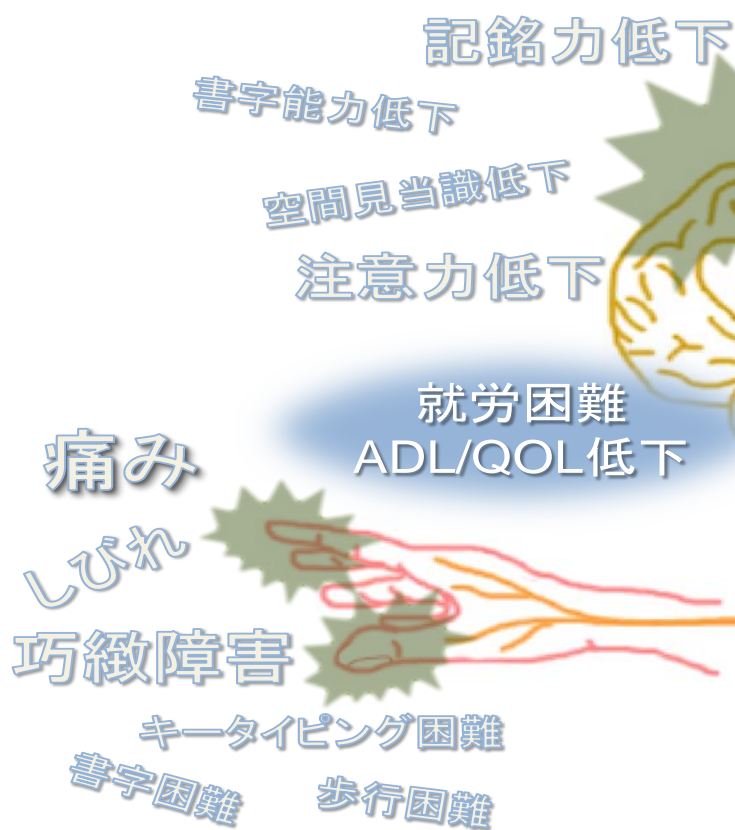 記銘力低下
書字能力低下
空間見当識低下
注意力低下
就労困難
ADL/QOL低下
痛み
しびれ
巧緻障害
キータイピング困難
書字困難
歩行困難